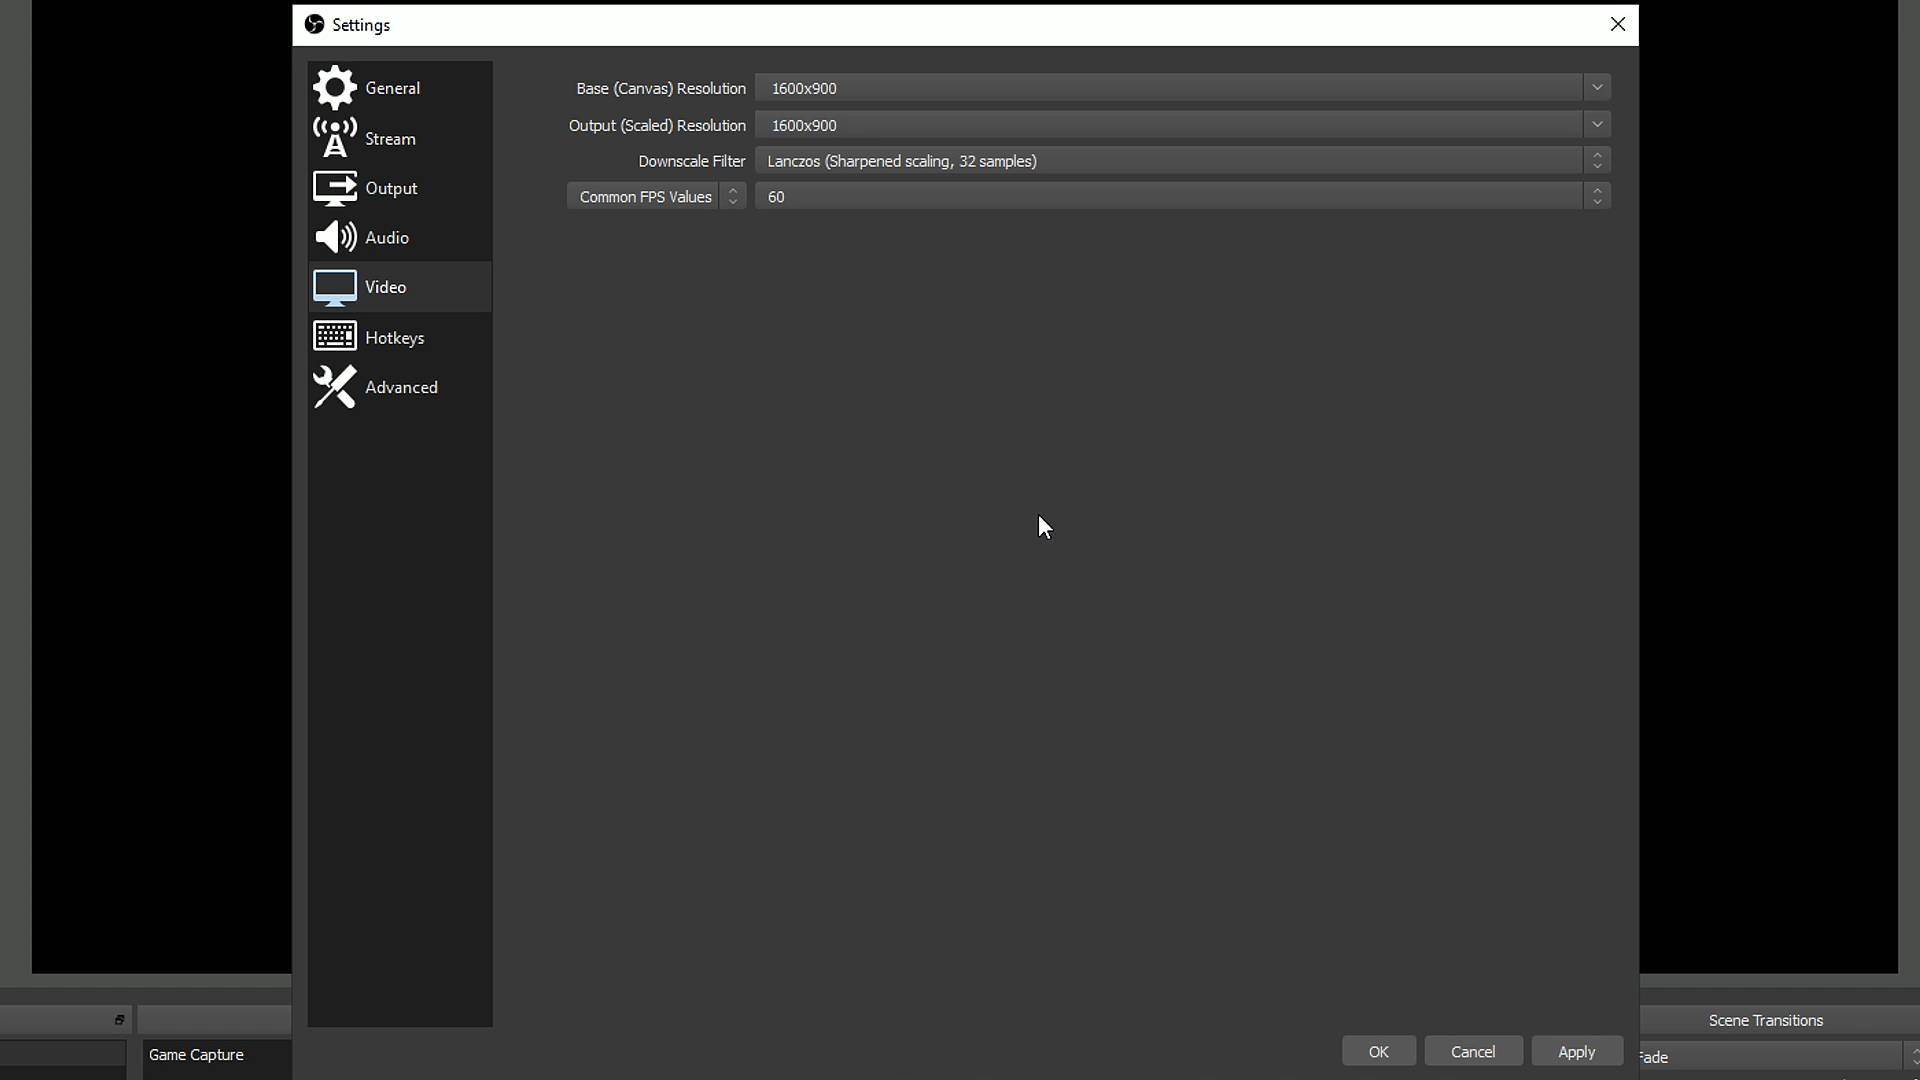 Settings
General
Stream
Output
Audio
Video
Hotkeys
Advanced
Base (Canvas) Resolution 1600x900
Output (Scaled) Resolution 1600x900
Downscale Filter Lanczos (Sharpened scaling, 32 samples)
Common FPS Values 60
Scene Transitions
Game Capture
OK Cancel Apply
Fade